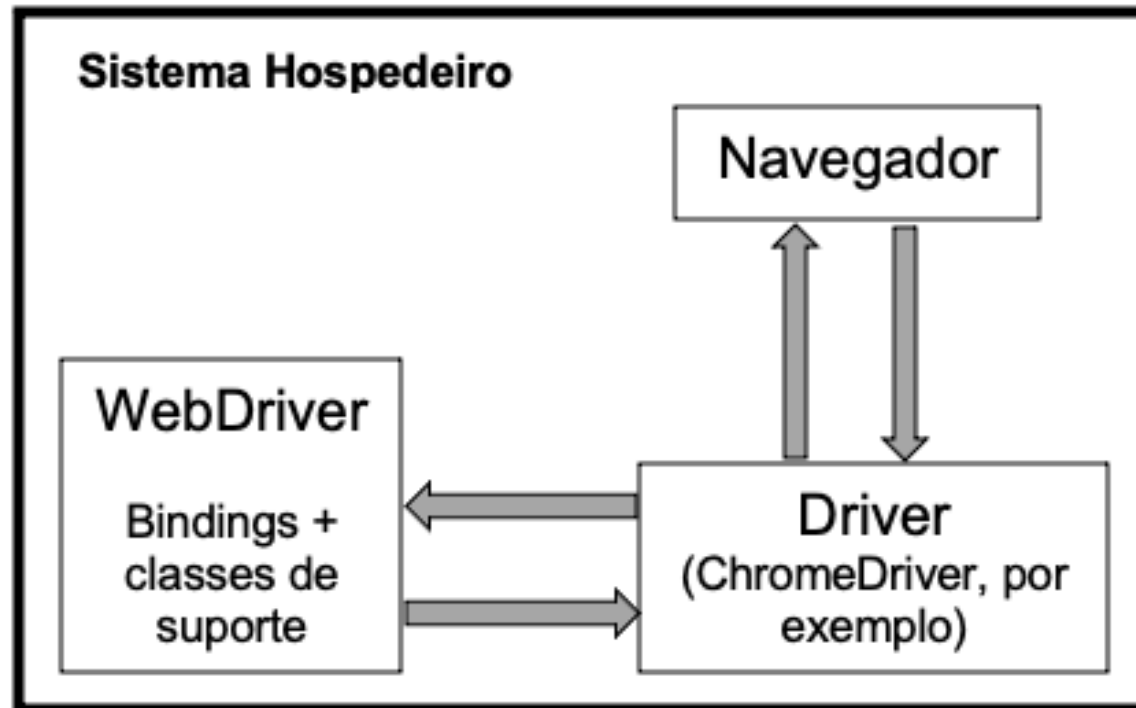 Sistema Hospedeiro
Navegador
WebDriver
Bindings +
classes de
suporte
Driver
(ChromeDriver, por
exemplo)